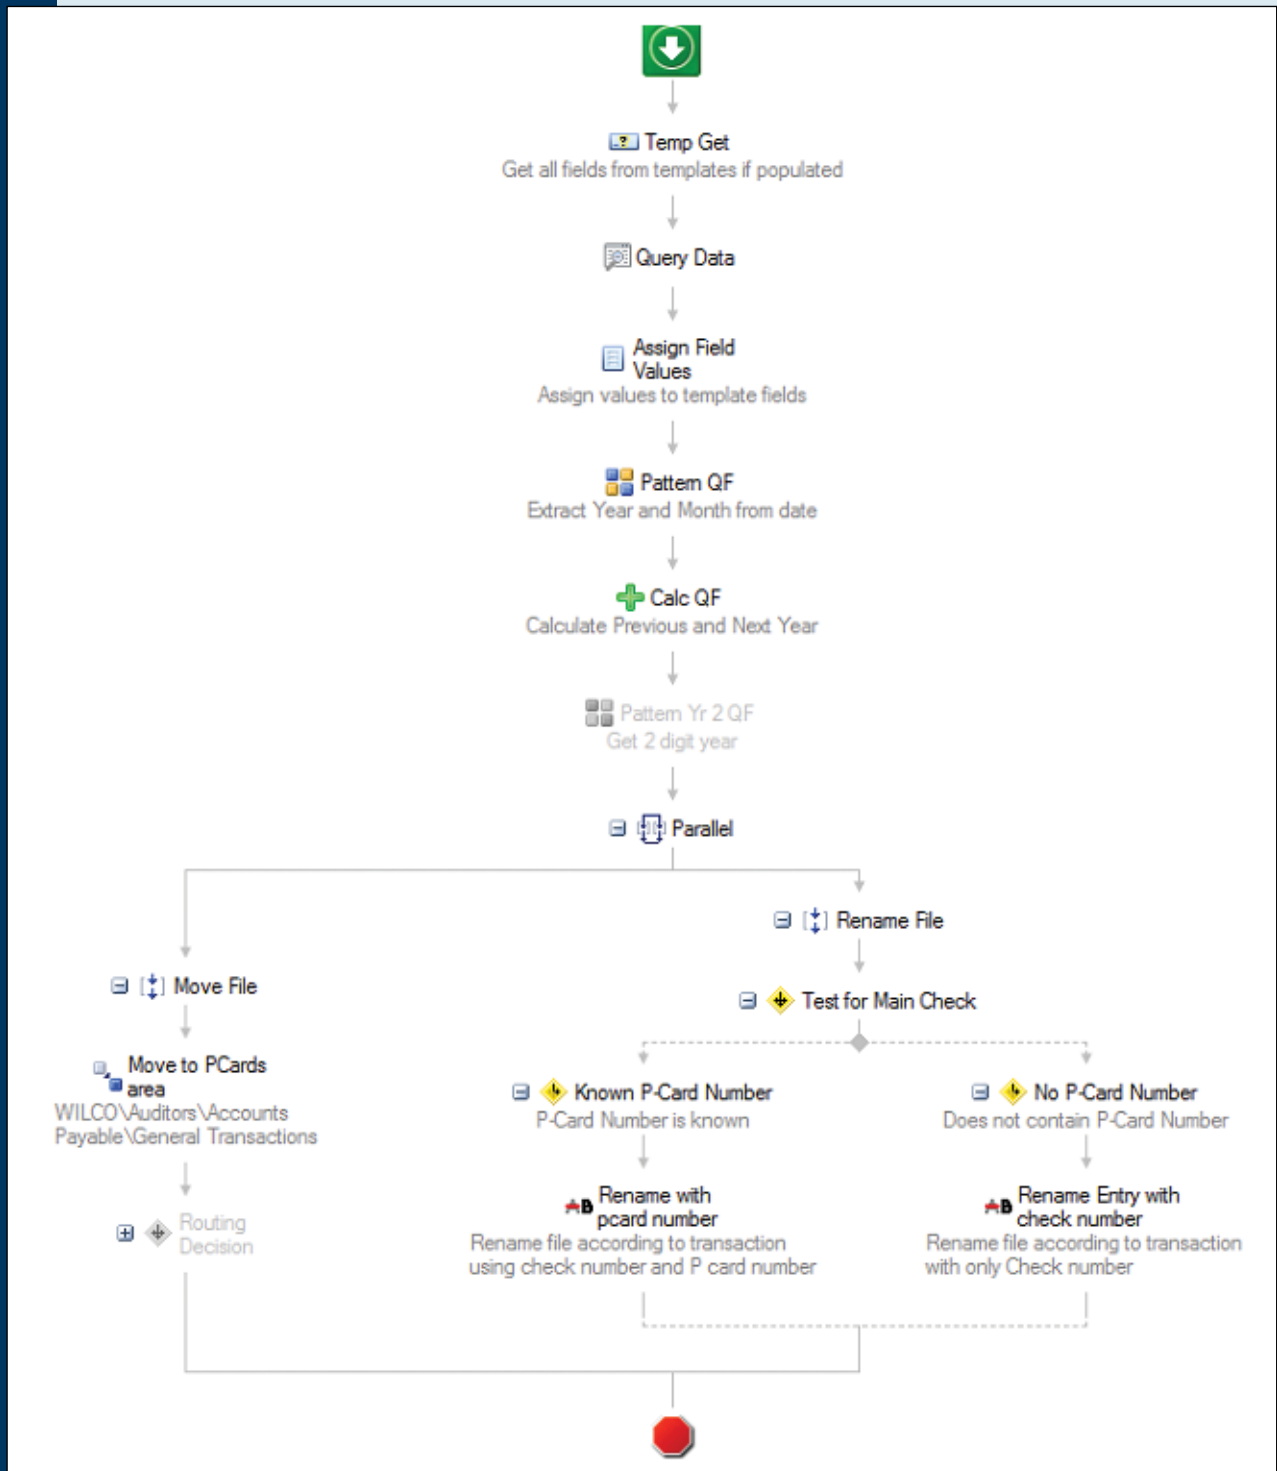 Temp Get
Get all fields from templates if populated
Query Data
Assign Field
Values
Assign values to template fields
Pattern QF
Extract Year and Month from date
Calc QF
Calculate Previous and Next Year
Pattern Yr 2 QF
Get 2 digit year
Parallel
Rename File
Move File
Test for Main Check
Move to PCards
area
WILCO\Auditors\Accounts
Payable\General Transactions
Known P-Card Number
P-Card Number is known
No P-Card Number
Does not contain P-Card Number
Routing
Decision
Rename with
pcard number
Rename file according to transaction
using check number and P card number
Rename Entry with
check number
Rename file according to transaction
with only Check number